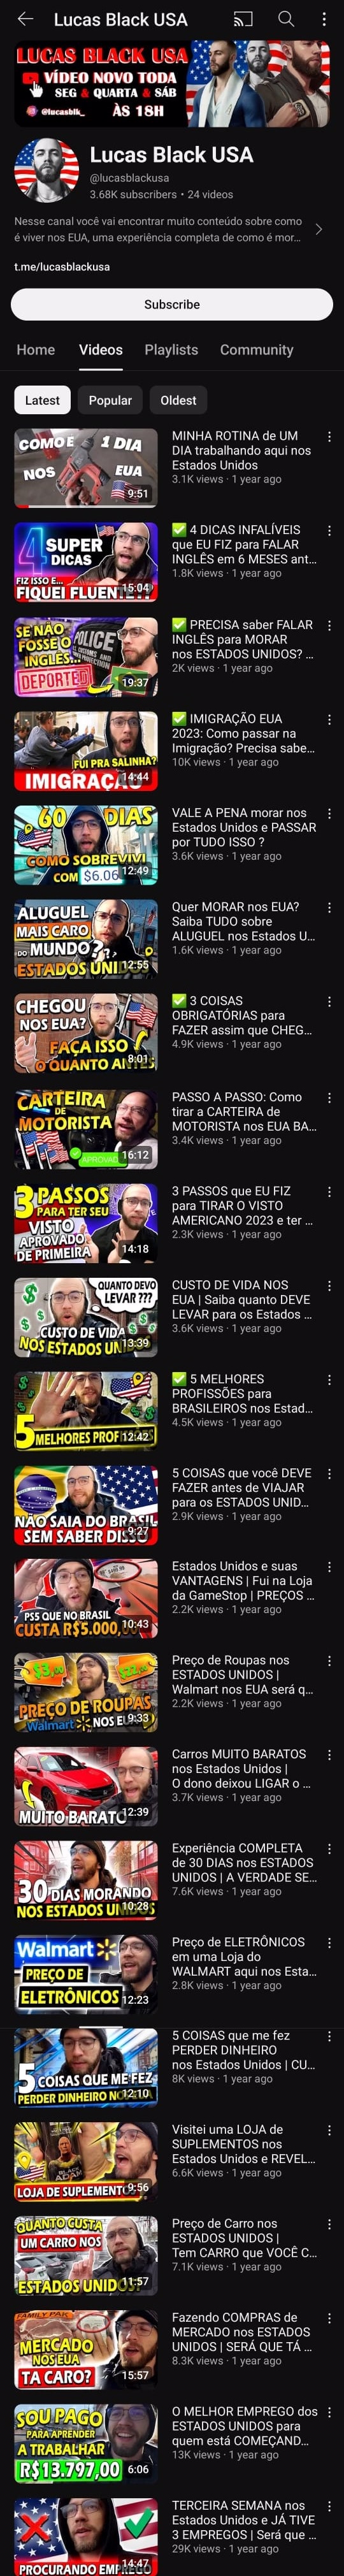 Lucas Black USA
LUCAS BLACK USA
VÍDEO NOVO TODA
SEG & QUARTA & SÁB
@lucasblk_
ÀS 18H
Lucas Black USA
@lucasblackusa
3.68K subscribers • 24 videos
Nesse canal você vai encontrar muito conteúdo sobre como
é viver nos EUA, uma experiência completa de como é mor...
t.me/lucasblackusa
Subscribe
Home Videos Playlists Community
Latest Popular Oldest
COMO É 1 DIA
NOS EUA
9:51
MINHA ROTINA de UM
DIA trabalhando aqui nos
Estados Unidos
3.1K views · 1 year ago
4 SUPER
DICAS
FIZ ISSO E...
FIQUEI FLUENTE
15:04
✅ 4 DICAS INFALÍVEIS
que EU FIZ para FALAR
INGLÊS em 6 MESES ant...
1.8K views · 1 year ago
SE NÃO
FOSSE O
INGLÊS...
DEPORTED
POLICE
19:37
✅ PRECISA saber FALAR
INGLÊS para MORAR
nos ESTADOS UNIDOS? ...
2K views · 1 year ago
FUI PRA SALINHA?
IMIGRAÇÃO
14:44
✅ IMIGRAÇÃO EUA
2023: Como passar na
Imigração? Precisa sabe...
10K views · 1 year ago
60 DIAS
COMO SOBREVIVI
COM $6.06
12:49
VALE A PENA morar nos
Estados Unidos e PASSAR
por TUDO ISSO ?
3.6K views · 1 year ago
ALUGUEL
MAIS CARO
DO MUNDO???
ESTADOS UNIDOS
12:55
Quer MORAR nos EUA?
Saiba TUDO sobre
ALUGUEL nos Estados U...
1.6K views · 1 year ago
CHEGOU
NOS EUA?
FAÇA ISSO
O QUANTO ANTES
8:01
✅ 3 COISAS
OBRIGATÓRIAS para
FAZER assim que CHEG...
4.9K views · 1 year ago
CARTEIRA
DE
MOTORISTA
APROVADO
16:12
PASSO A PASSO: Como
tirar a CARTEIRA de
MOTORISTA nos EUA BA...
3.4K views · 1 year ago
3 PASSOS
PARA TER SEU
VISTO
APROVADO
DE PRIMEIRA
14:18
3 PASSOS que EU FIZ
para TIRAR O VISTO
AMERICANO 2023 e ter ...
2.3K views · 1 year ago
QUANTO DEVO
LEVAR ???
CUSTO DE VIDA
NOS ESTADOS UNIDOS
13:39
CUSTO DE VIDA NOS
EUA | Saiba quanto DEVE
LEVAR para os Estados ...
3.6K views · 1 year ago
5 MELHORES PROF
12:42
✅ 5 MELHORES
PROFISSÕES para
BRASILEIROS nos Estad...
4.5K views · 1 year ago
NÃO SAIA DO BRASIL
SEM SABER DISSO
9:27
5 COISAS que você DEVE
FAZER antes de VIAJAR
para os ESTADOS UNID...
2.9K views · 1 year ago
PS5 QUE NO BRASIL
CUSTA R$5.000,00
10:43
Estados Unidos e suas
VANTAGENS | Fui na Loja
da GameStop | PREÇOS ...
2.2K views · 1 year ago
PREÇO DE ROUPAS
Walmart NOS EUA
9:33
Preço de Roupas nos
ESTADOS UNIDOS |
Walmart nos EUA será q...
2.2K views · 1 year ago
MUITO BARATO
12:39
Carros MUITO BARATOS
nos Estados Unidos |
O dono deixou LIGAR o ...
3.7K views · 1 year ago
30 DIAS MORANDO
NOS ESTADOS UNIDOS
10:28
Experiência COMPLETA
de 30 DIAS nos ESTADOS
UNIDOS | A VERDADE SE...
7.6K views · 1 year ago
Walmart
PREÇO DE
ELETRÔNICOS
12:23
Preço de ELETRÔNICOS
em uma Loja do
WALMART aqui nos Esta...
2.8K views · 1 year ago
5 COISAS QUE ME FEZ
PERDER DINHEIRO NOS EUA
12:10
5 COISAS que me fez
PERDER DINHEIRO
nos Estados Unidos | CU...
8K views · 1 year ago
BLACK
ADAM
LOJA DE SUPLEMENTO
9:56
Visitei uma LOJA de
SUPLEMENTOS nos
Estados Unidos e REVEL...
6.6K views · 1 year ago
QUANTO CUSTA
UM CARRO NOS
ESTADOS UNIDOS
11:57
Preço de Carro nos
ESTADOS UNIDOS |
Tem CARRO que VOCÊ C...
7.1K views · 1 year ago
FAMILY PAK
MERCADO
NOS EUA
TA CARO?
15:57
Fazendo COMPRAS de
MERCADO nos ESTADOS
UNIDOS | SERÁ QUE TÁ ...
8.3K views · 1 year ago
SOU PAGO
PARA APRENDER
A TRABALHAR
R$13.797,00
6:06
O MELHOR EMPREGO dos
ESTADOS UNIDOS para
quem está COMEÇAND...
13K views · 1 year ago
PROCURANDO EMPREGO
14:47
TERCEIRA SEMANA nos
Estados Unidos e JÁ TIVE
3 EMPREGOS | Será que ...
29K views · 1 year ago